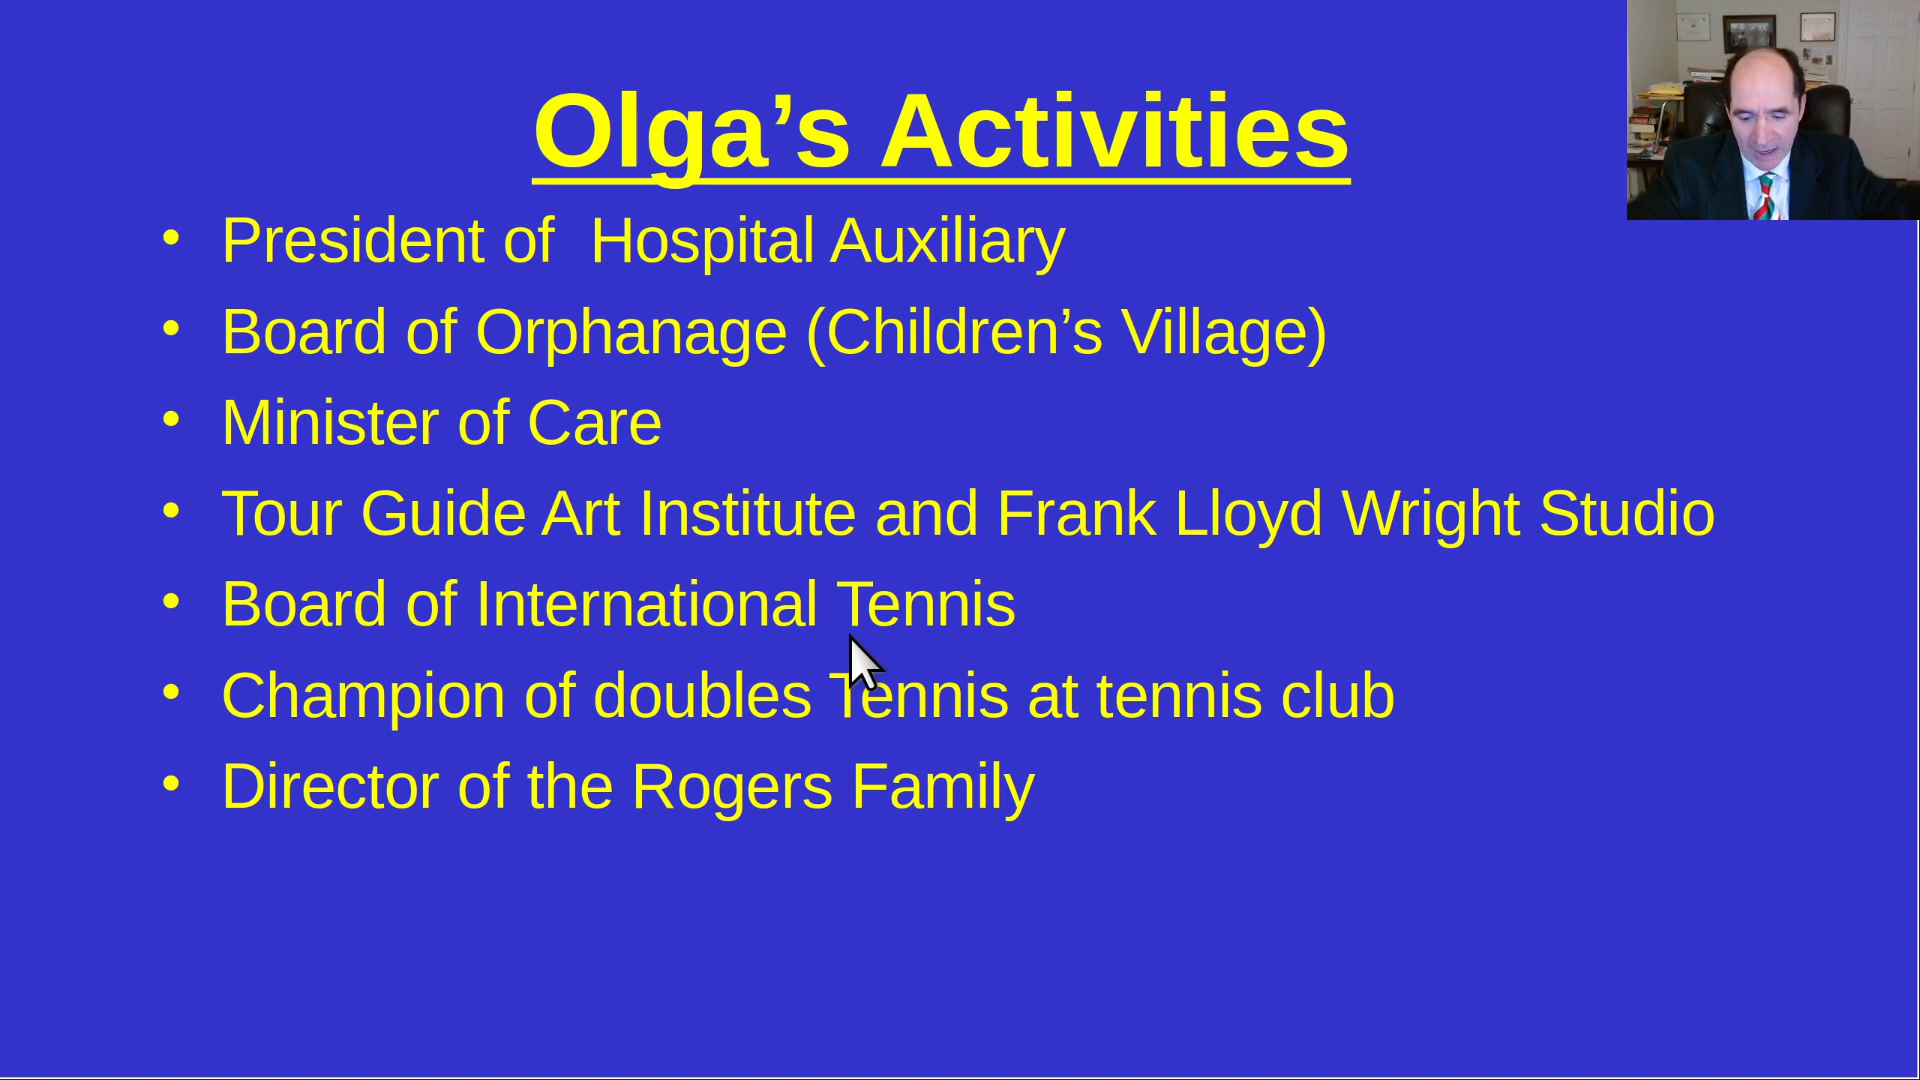 Olga’s Activities
• President of  Hospital Auxiliary
• Board of Orphanage (Children’s Village)
• Minister of Care
• Tour Guide Art Institute and Frank Lloyd Wright Studio
• Board of International Tennis
• Champion of doubles Tennis at tennis club
• Director of the Rogers Family